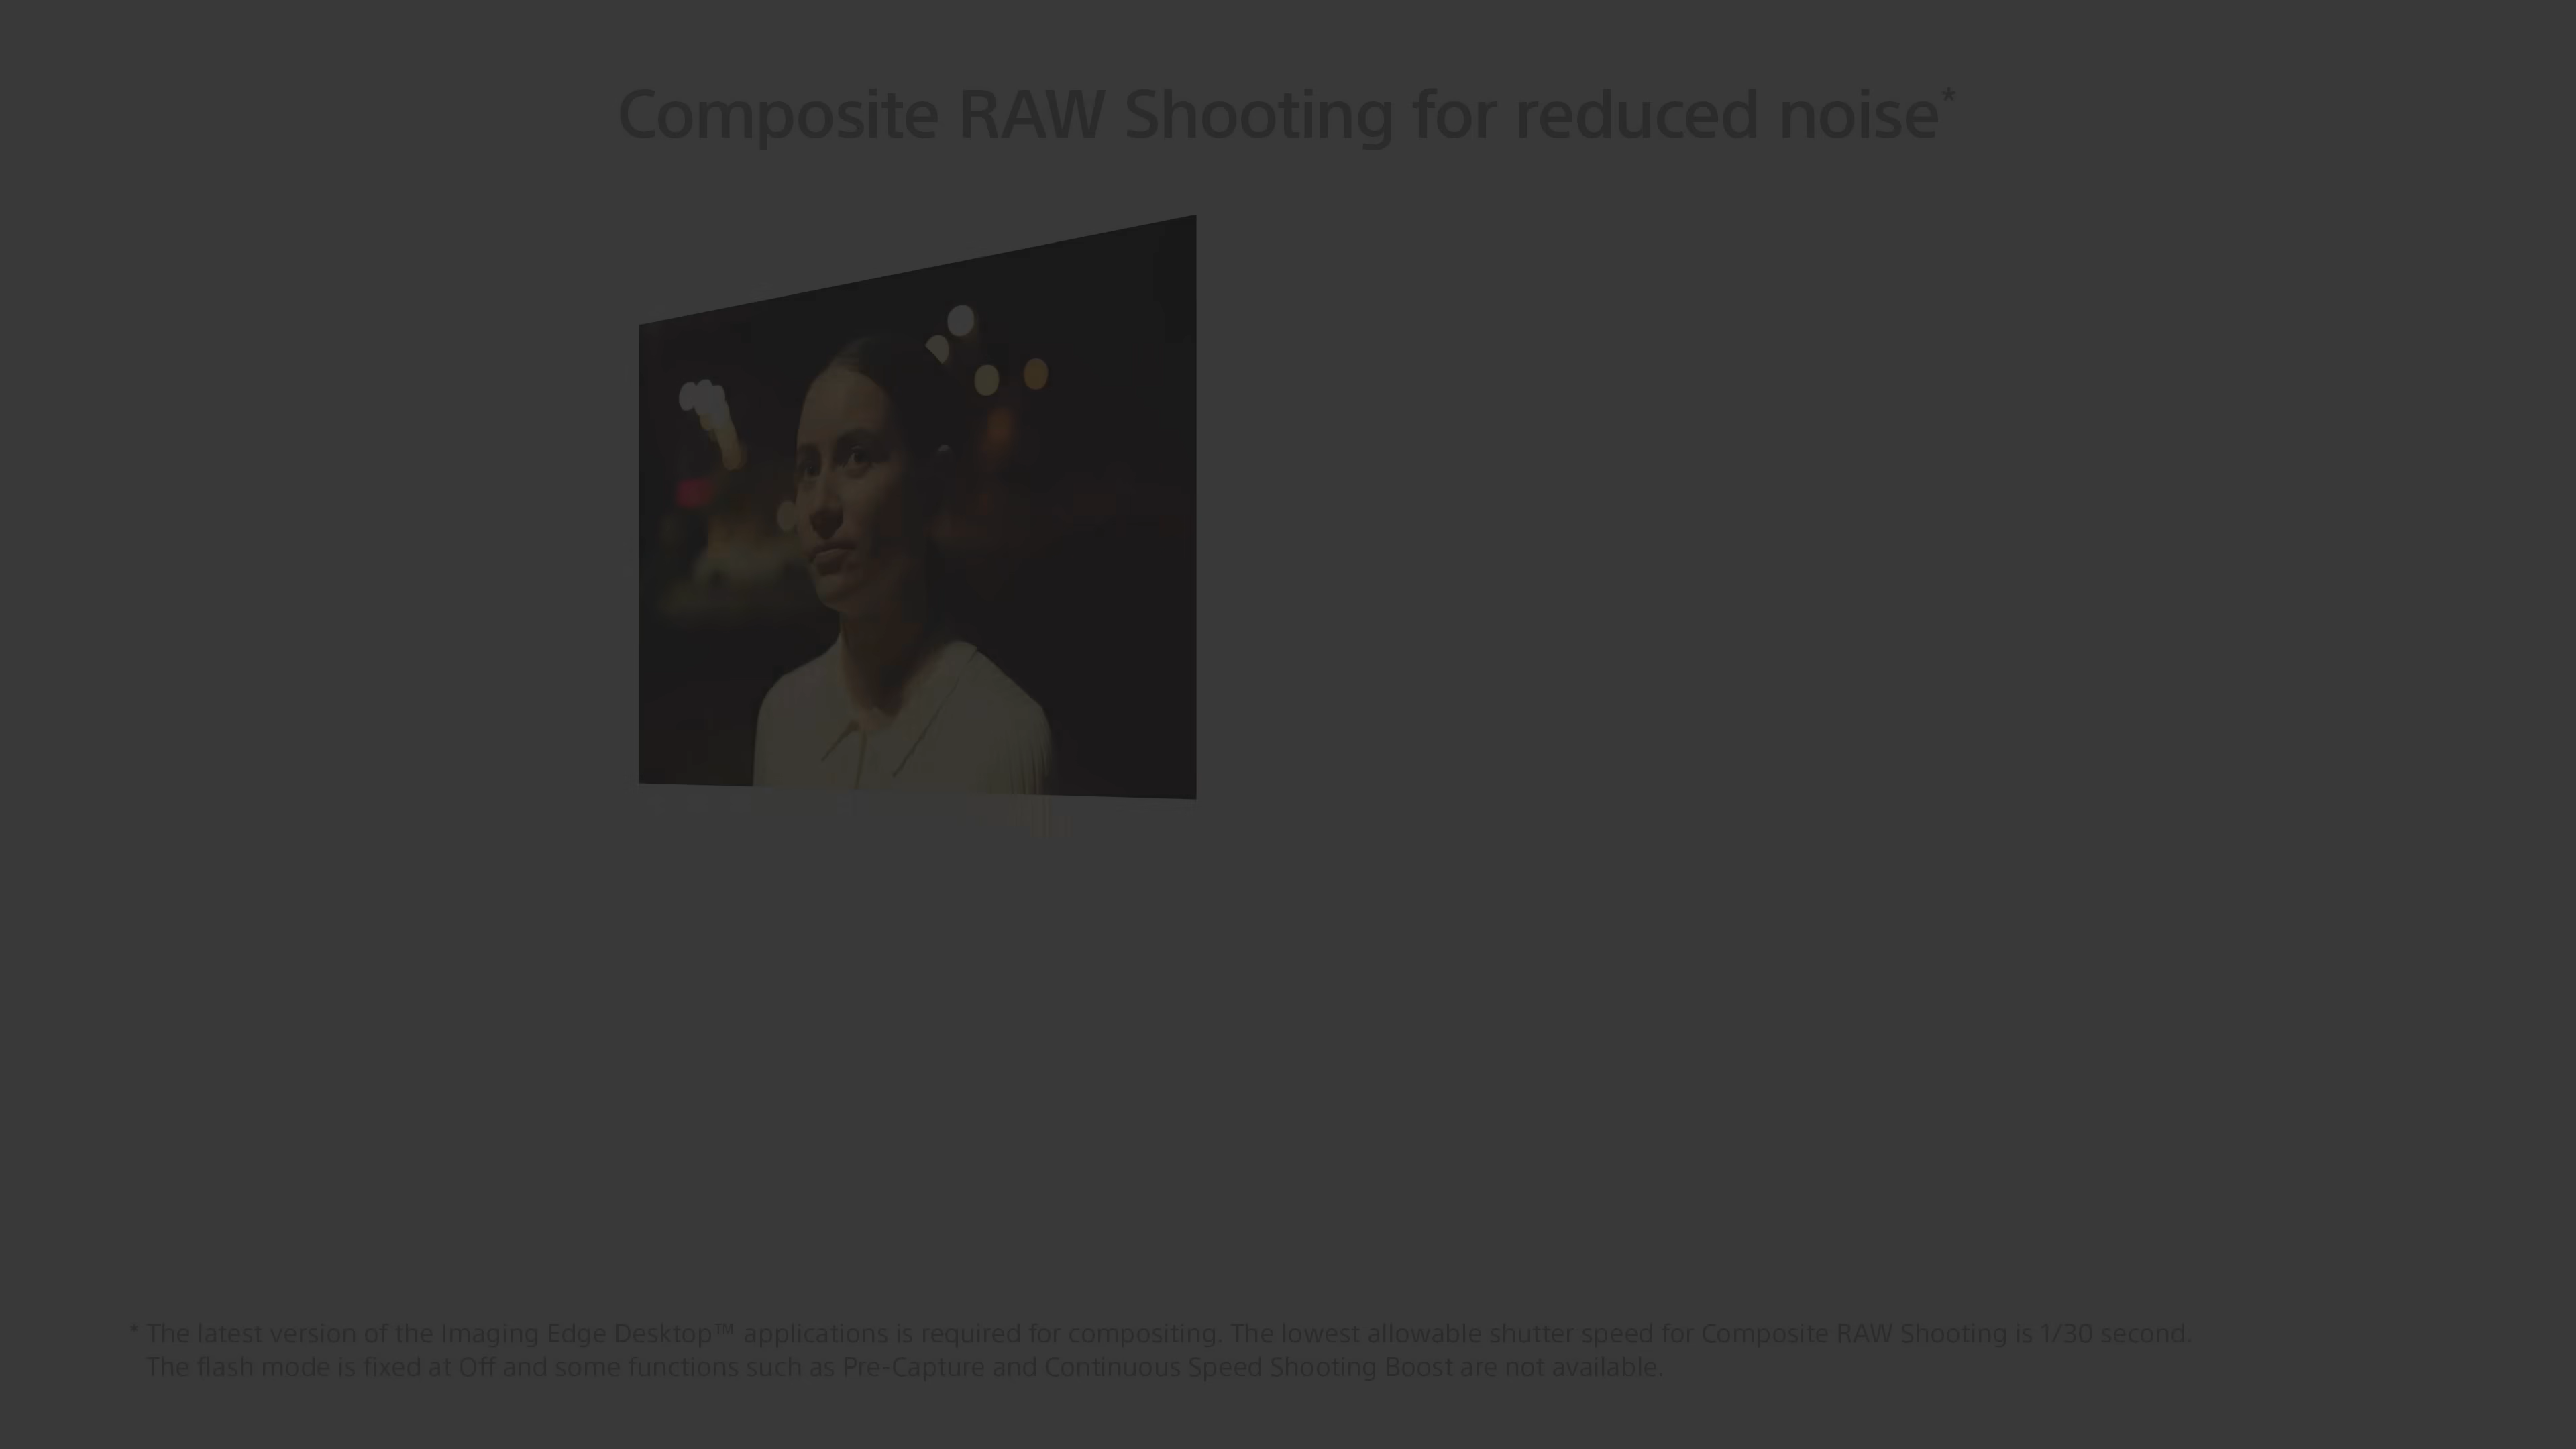 Composite RAW Shooting for reduced noise*
* The latest version of the Imaging Edge Desktop™ applications is required for compositing. The lowest allowable shutter speed for Composite RAW Shooting is 1/30 second.
The flash mode is fixed at Off and some functions such as Pre-Capture and Continuous Speed Shooting Boost are not available.